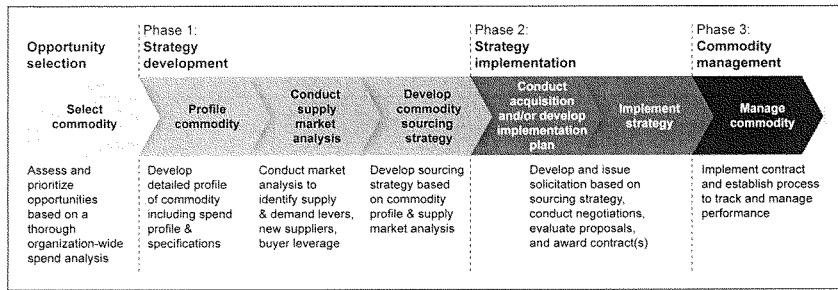 Opportunity
selection
Phase 1:
Strategy
development
Phase 2:
Strategy
implementation
Phase 3:
Commodity
management
Select
commodity
Profile
commodity
Conduct
supply
market
analysis
Develop
commodity
sourcing
strategy
Conduct
acquisition
and/or develop
implementation
plan
Implement
strategy
Manage
commodity
Assess and
prioritize
opportunities
based on a
thorough
organization-wide
spend analysis
Develop
detailed profile
of commodity
including spend
profile &
specifications
Conduct market
analysis to
identify supply
& demand levers,
new suppliers,
buyer leverage
Develop sourcing
strategy based on
commodity
profile & supply
market analysis
Develop and issue
solicitation based on
sourcing strategy,
conduct negotiations,
evaluate proposals,
and award contract(s)
Implement contract
and establish process
to track and manage
performance